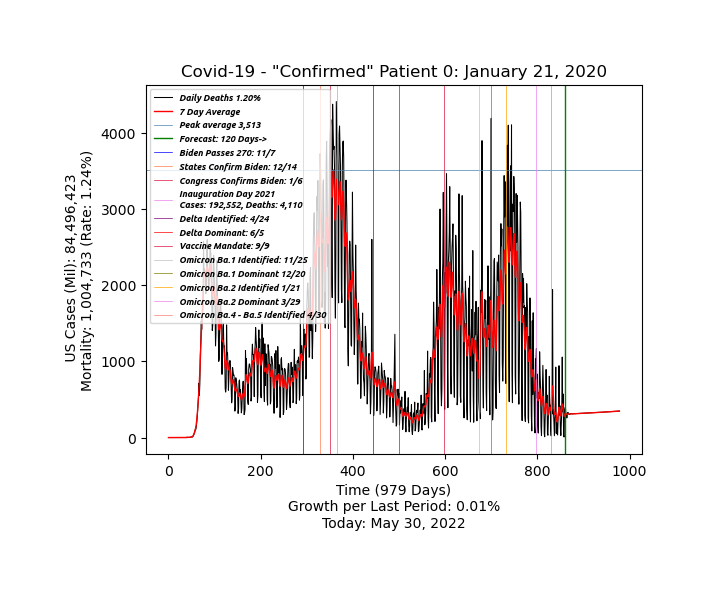 Covid-19 - "Confirmed" Patient 0: January 21, 2020
Daily Deaths 1.20%
7 Day Average
Peak average 3,513
Forecast: 120 Days->
Biden Passes 270: 11/7
States Confirm Biden: 12/14
Congress Confirms Biden: 1/6
Inauguration Day 2021
Cases: 192,552, Deaths: 4,110
Delta Identified: 4/24
Delta Dominant: 6/5
Vaccine Mandate: 9/9
Omicron Ba.1 Identified: 11/25
Omicron Ba.1 Dominant 12/20
Omicron Ba.2 Identified 1/21
Omicron Ba.2 Dominant 3/29
Omicron Ba.4 - Ba.5 Identified 4/30
4000
3000
2000
1000
0
US Cases (Mil): 84,496,423
Mortality: 1,004,733 (Rate: 1.24%)
0 200 400 600 800 1000
Time (979 Days)
Growth per Last Period: 0.01%
Today: May 30, 2022